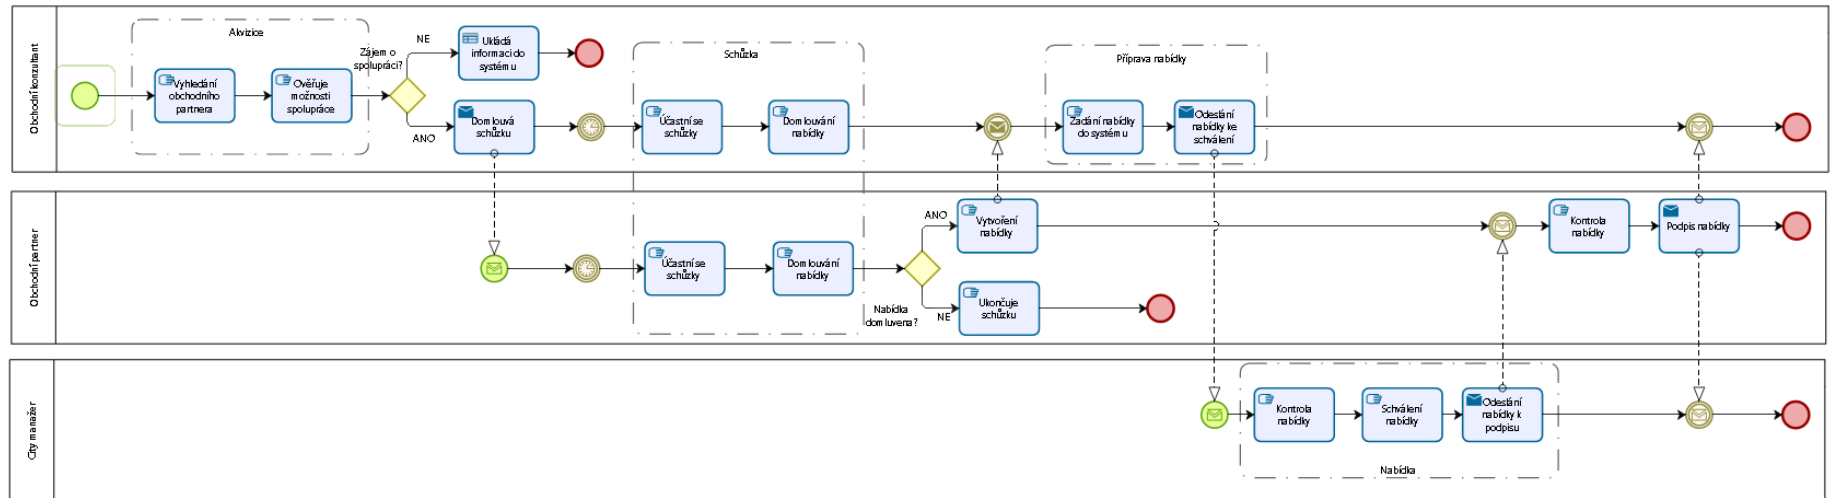 Obchodní konzultant
Akvizice
Vyhledání
obchodního
partnera
Ověřuje
možnosti
spolupráce
Zájem o
spolupráci?
NE
ANO
Ukládá
informaci do
systému
Domlouvá
schůzku
Schůzka
Účastní se
schůzky
Domlouvání
nabídky
Příprava nabídky
Zadání nabídky
do systému
Odeslání
nabídky ke
schválení
Obchodní partner
Účastní se
schůzky
Domlouvání
nabídky
Nabídka
domluvena?
ANO
NE
Vytvoření
nabídky
Ukončuje
schůzku
Kontrola
nabídky
Podpis nabídky
City manažer
Kontrola
nabídky
Schválení
nabídky
Odeslání
nabídky k
podpisu
Nabídka